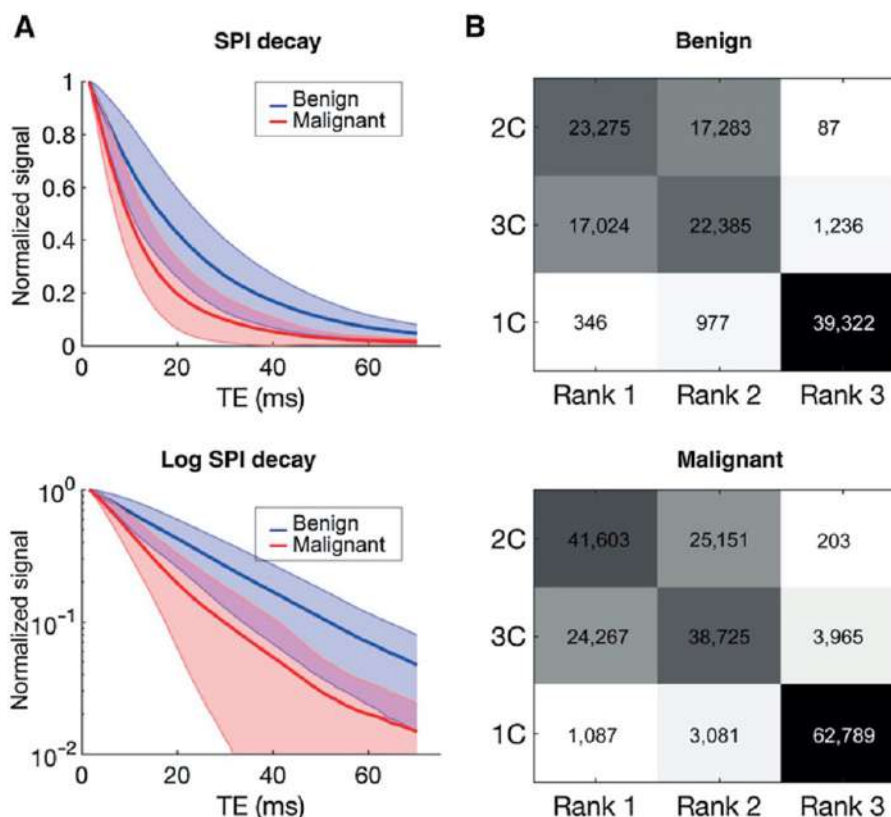 A
SPI decay
Benign
Malignant
Normalized signal
1
0.8
0.6
0.4
0.2
0
0 20 40 60
TE (ms)
Log SPI decay
Benign
Malignant
Normalized signal
10^0
10^-1
10^-2
0 20 40 60
TE (ms)
B
Benign
2C 23,275 17,283 87
3C 17,024 22,385 1,236
1C 346 977 39,322
Rank 1 Rank 2 Rank 3
Malignant
2C 41,603 25,151 203
3C 24,267 38,725 3,965
1C 1,087 3,081 62,789
Rank 1 Rank 2 Rank 3